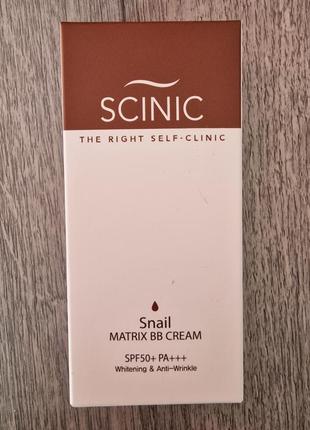 SCINIC
THE RIGHT SELF-CLINIC
Snail
MATRIX BB CREAM
SPF50+ PA+++
Whitening & Anti-Wrinkle